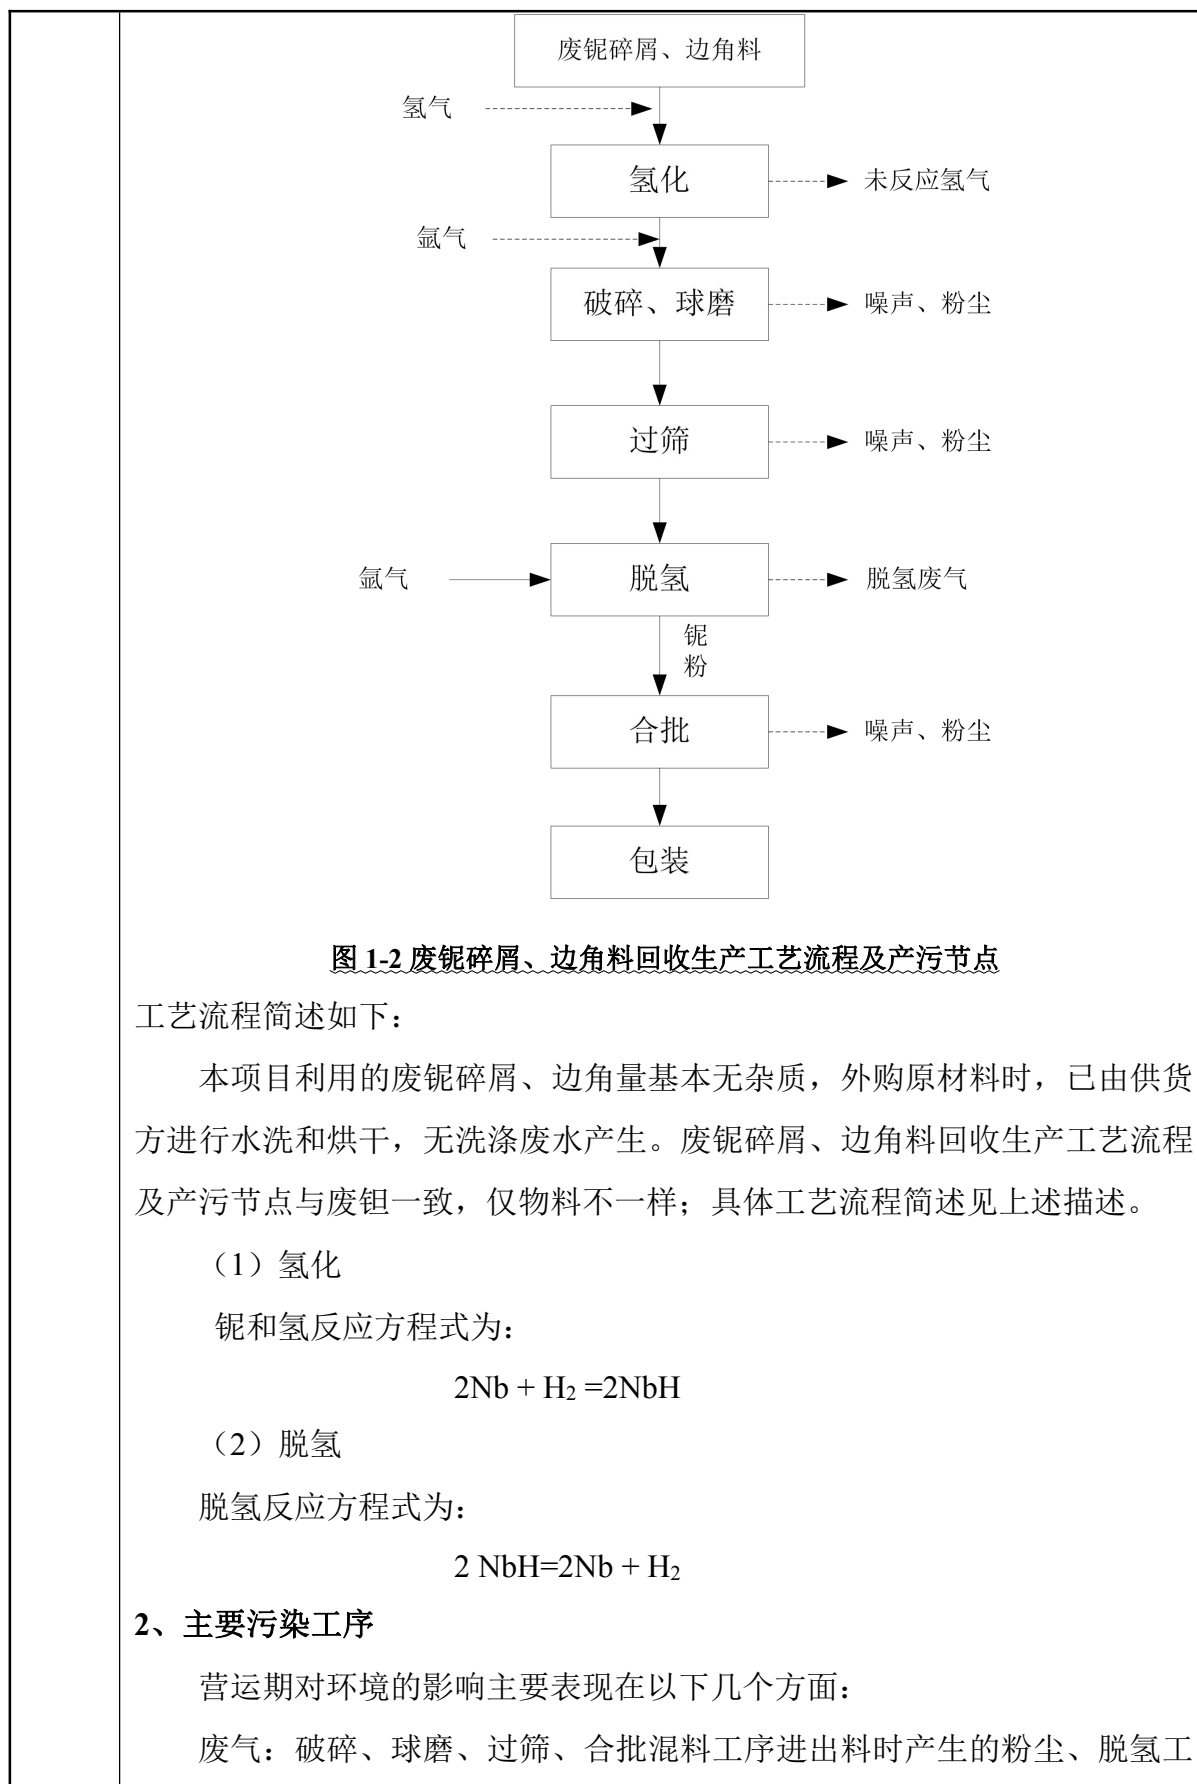 废铌碎屑、边角料
氢气
氢化
未反应氢气
氩气
破碎、球磨
噪声、粉尘
过筛
噪声、粉尘
氩气
脱氢
脱氢废气
铌
粉
合批
噪声、粉尘
包装
图 1-2 废铌碎屑、边角料回收生产工艺流程及产污节点
工艺流程简述如下：
本项目利用的废铌碎屑、边角量基本无杂质，外购原材料时，已由供货
方进行水洗和烘干，无洗涤废水产生。废铌碎屑、边角料回收生产工艺流程
及产污节点与废钽一致，仅物料不一样；具体工艺流程简述见上述描述。
（1）氢化
铌和氢反应方程式为：
2Nb + H₂ =2NbH
（2）脱氢
脱氢反应方程式为：
2 NbH=2Nb + H₂
2、主要污染工序
营运期对环境的影响主要表现在以下几个方面：
废气：破碎、球磨、过筛、合批混料工序进出料时产生的粉尘、脱氢工